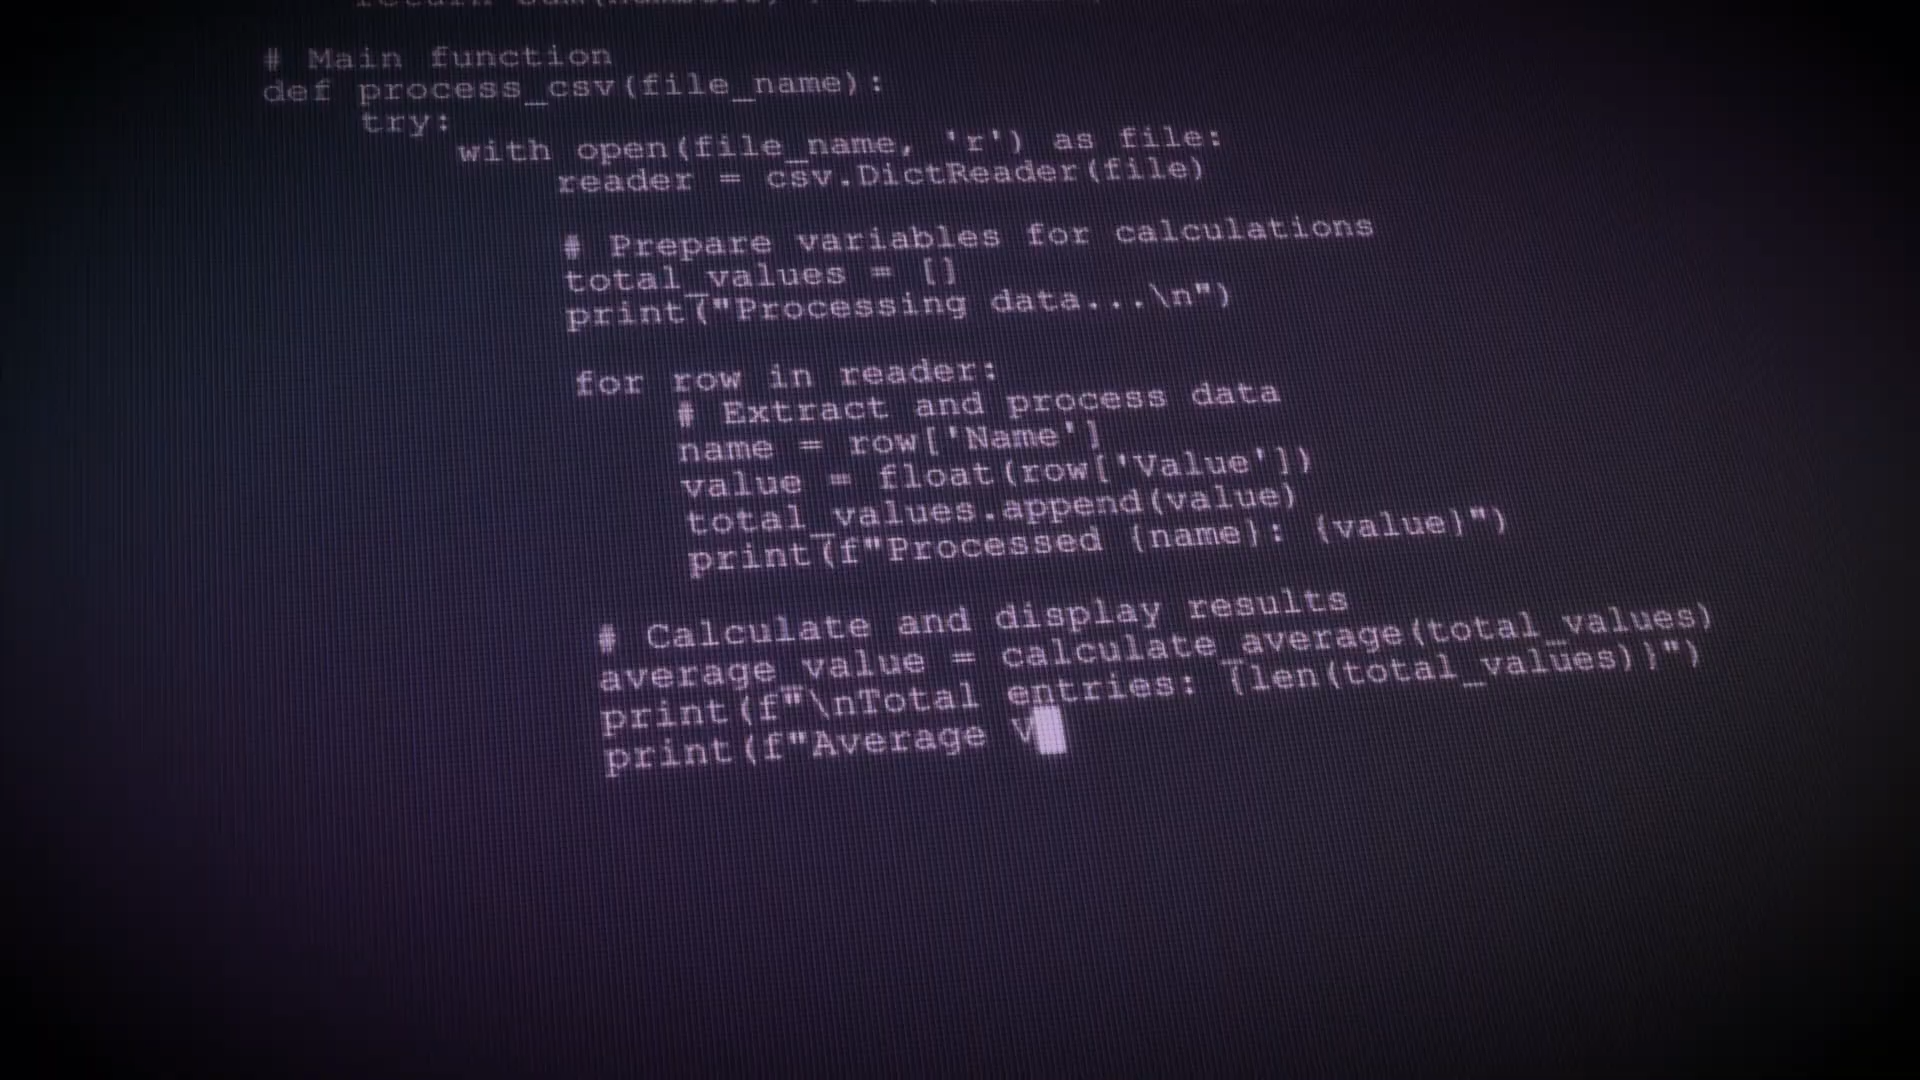 # Main function
def process_csv(file_name):
try:
with open(file_name, 'r') as file:
reader = csv.DictReader(file)
# Prepare variables for calculations
total_values = []
print("Processing data...\n")
for row in reader:
# Extract and process data
name = row['Name']
value = float(row['Value'])
total_values.append(value)
print(f"Processed {name}: {value}")
# Calculate and display results
average_value = calculate_average(total_values)
print(f"\nTotal entries: {len(total_values)}")
print(f"Average V